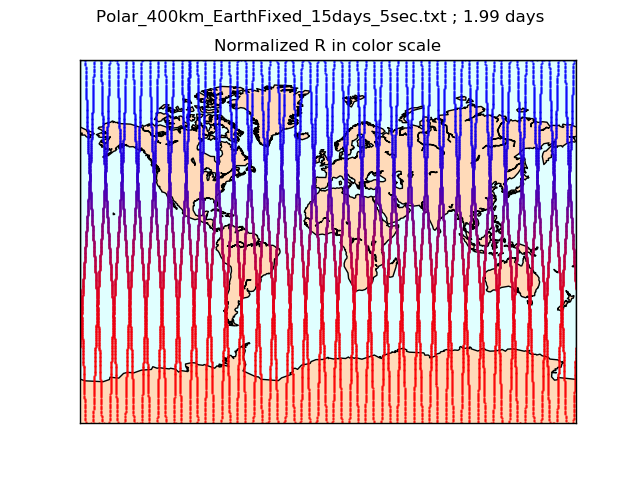 Polar_400km_EarthFixed_15days_5sec.txt ; 1.99 days
Normalized R in color scale